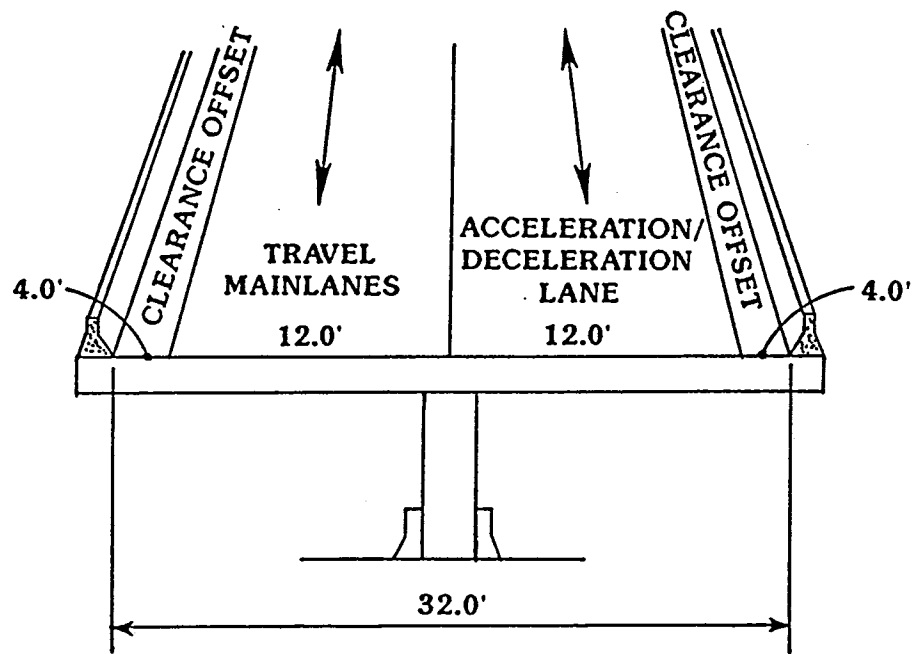 CLEARANCE OFFSET
CLEARANCE OFFSET
TRAVEL
MAINLANES
12.0'
ACCELERATION/
DECELERATION
LANE
12.0'
4.0'
4.0'
32.0'